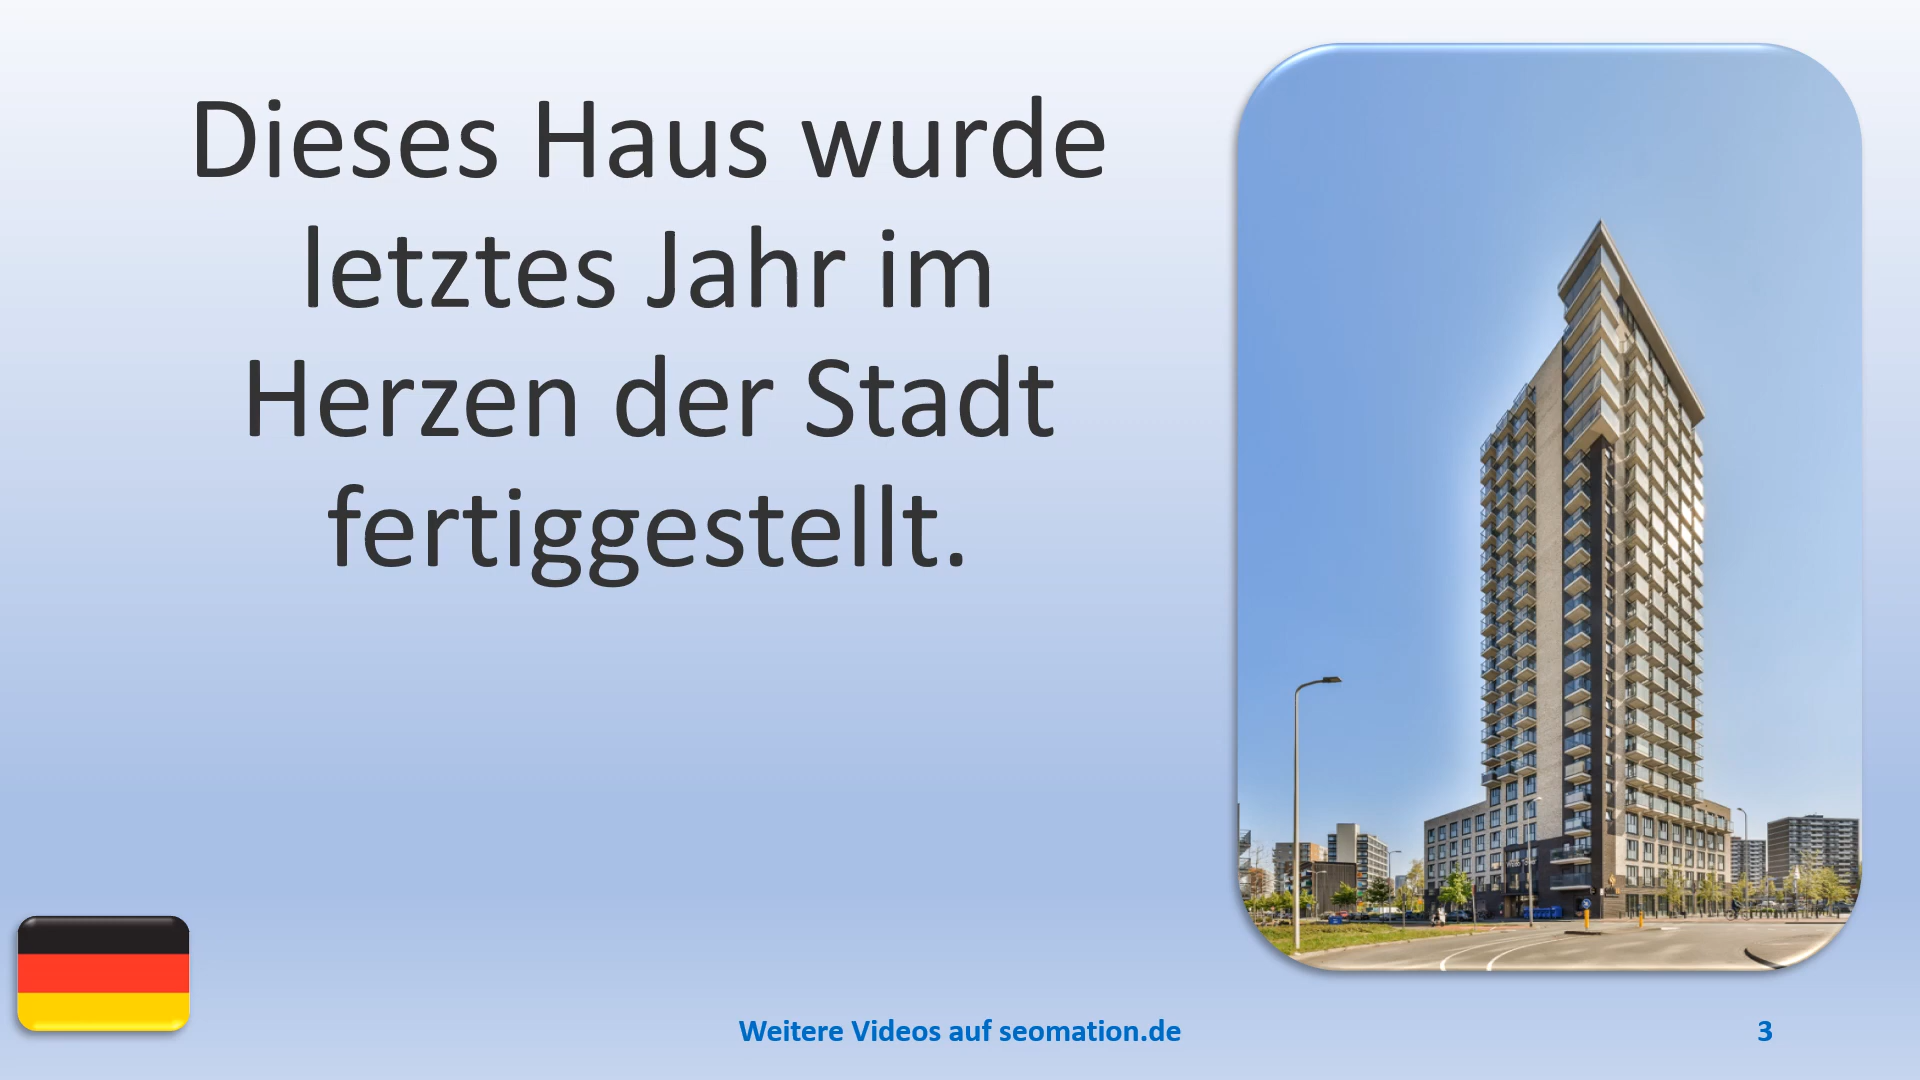 Dieses Haus wurde
letztes Jahr im
Herzen der Stadt
fertiggestellt.
Weitere Videos auf seomation.de
3